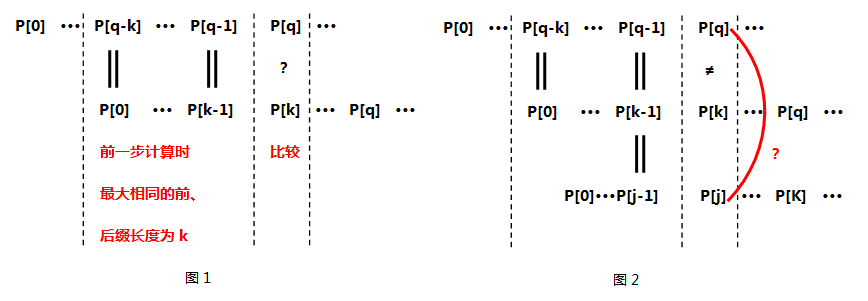 P[0] ••• P[q-k] ••• P[q-1] P[q] •••
?
P[0] ••• P[k-1] P[k] ••• P[q] •••
前一步计算时 比较
最大相同的前、
后缀长度为 k
图 1
P[0] ••• P[q-k] ••• P[q-1] P[q] •••
≠
P[0] ••• P[k-1] P[k] ••• P[q] •••
?
P[0]•••P[j-1] P[j] ••• P[K] •••
图 2